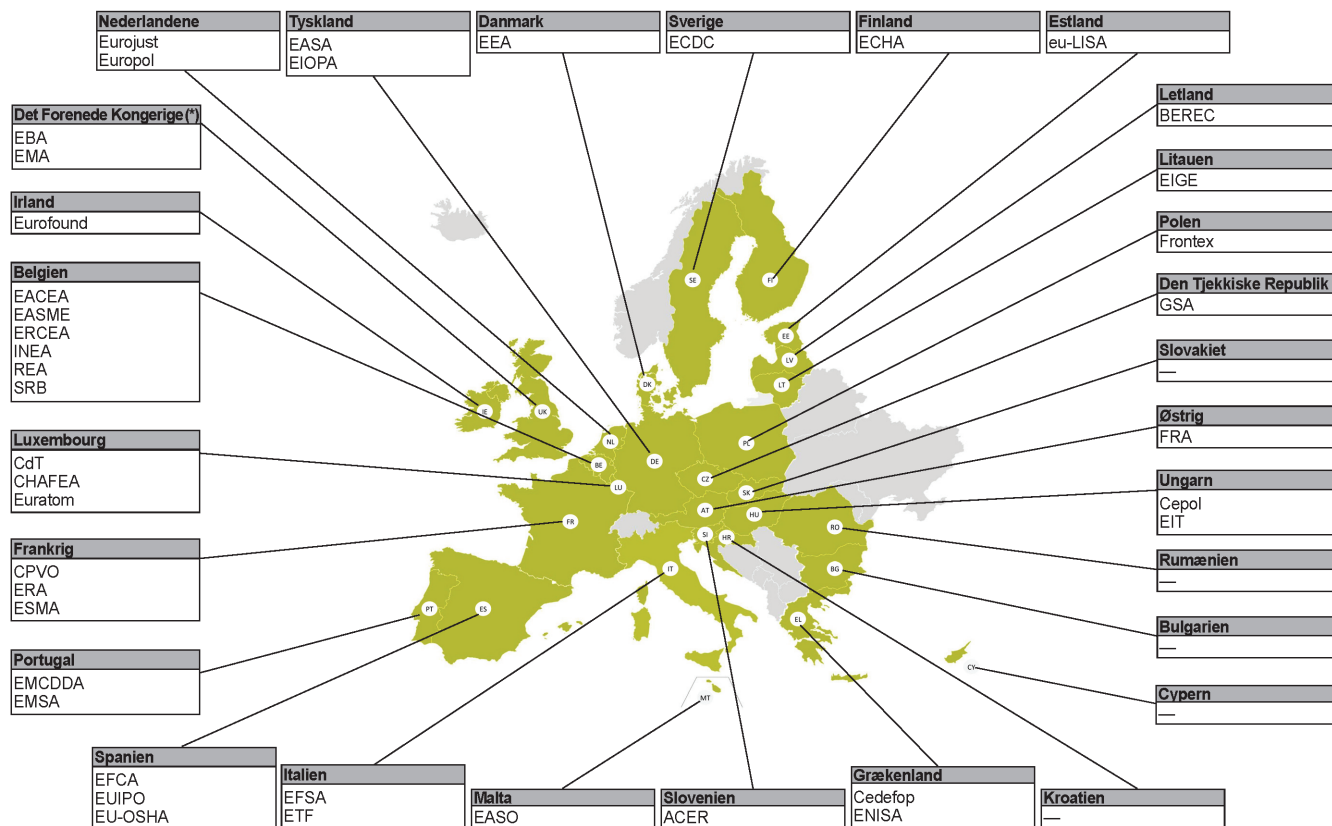 Nederlandene
Eurojust
Europol
Tyskland
EASA
EIOPA
Danmark
EEA
Sverige
ECDC
Finland
ECHA
Estland
eu-LISA
Det Forenede Kongerige(*)
EBA
EMA
Irland
Eurofound
Belgien
EACEA
EASME
ERCEA
INEA
REA
SRB
Luxembourg
CdT
CHAFEA
Euratom
Frankrig
CPVO
ERA
ESMA
Portugal
EMCDDA
EMSA
Letland
BEREC
Litauen
EIGE
Polen
Frontex
Den Tjekkiske Republik
GSA
Slovakiet
—
Østrig
FRA
Ungarn
Cepol
EIT
Rumænien
—
Bulgarien
—
Cypern
—
SE
FI
EE
LV
LT
DK
IE
UK
NL
PL
BE
DE
CZ
LU
SK
AT
HU
FR
SI
HR
RO
IT
BG
PT
ES
EL
CY
MT
Spanien
EFCA
EUIPO
EU-OSHA
Italien
EFSA
ETF
Malta
EASO
Slovenien
ACER
Grækenland
Cedefop
ENISA
Kroatien
—